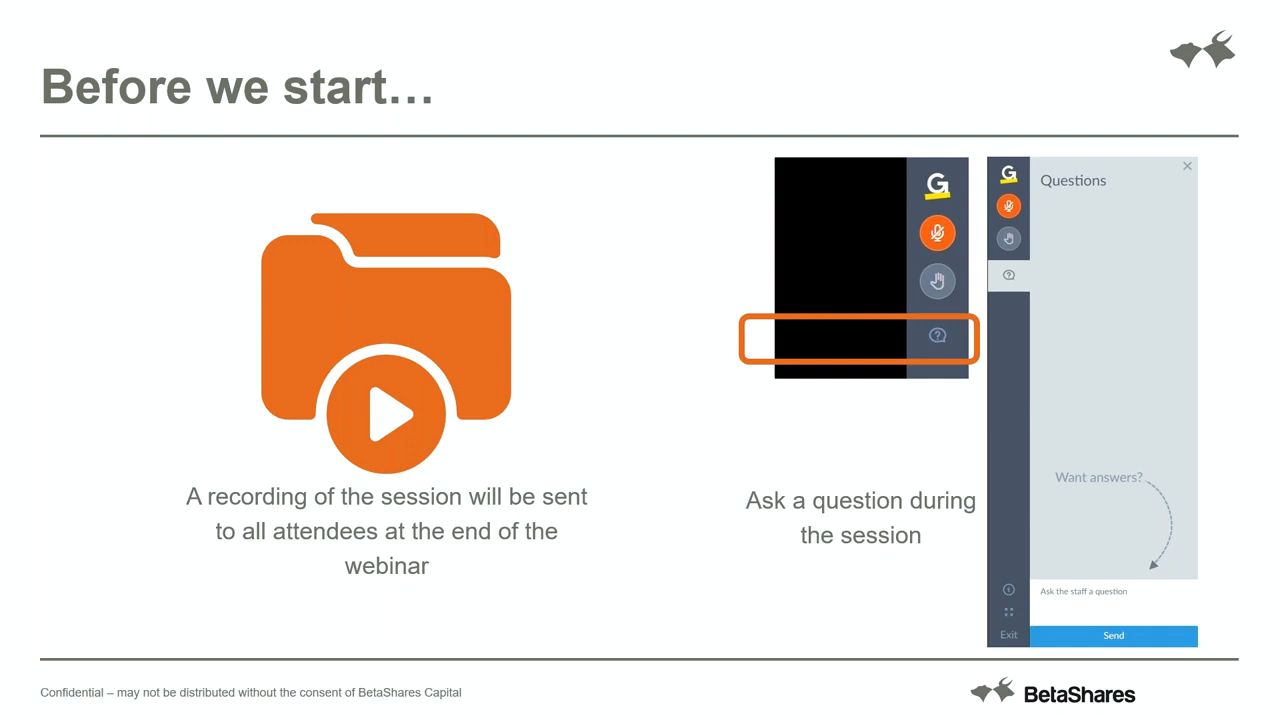 Before we start…
A recording of the session will be sent
to all attendees at the end of the
webinar
Ask a question during
the session
G
G
Questions
Want answers?
Ask the staff a question
Exit
Send
Confidential – may not be distributed without the consent of BetaShares Capital
BetaShares